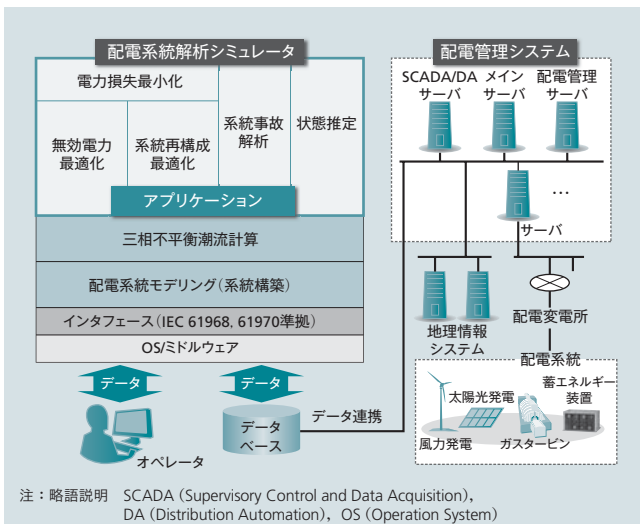 配電系統解析シミュレータ
電力損失最小化
無効電力
最適化
系統再構成
最適化
系統事故
解析
状態推定
アプリケーション
三相不平衡潮流計算
配電系統モデリング(系統構築)
インタフェース(IEC 61968, 61970準拠)
OS/ミドルウェア
データ
データ
オペレータ
データ
ベース
データ連携
配電管理システム
SCADA/DA
サーバ
メイン
サーバ
配電管理
サーバ
…
サーバ
地理情報
システム
配電変電所
配電系統
風力発電
太陽光発電
ガスタービン
蓄エネルギー
装置
注:略語説明 SCADA(Supervisory Control and Data Acquisition),
DA(Distribution Automation),OS(Operation System)